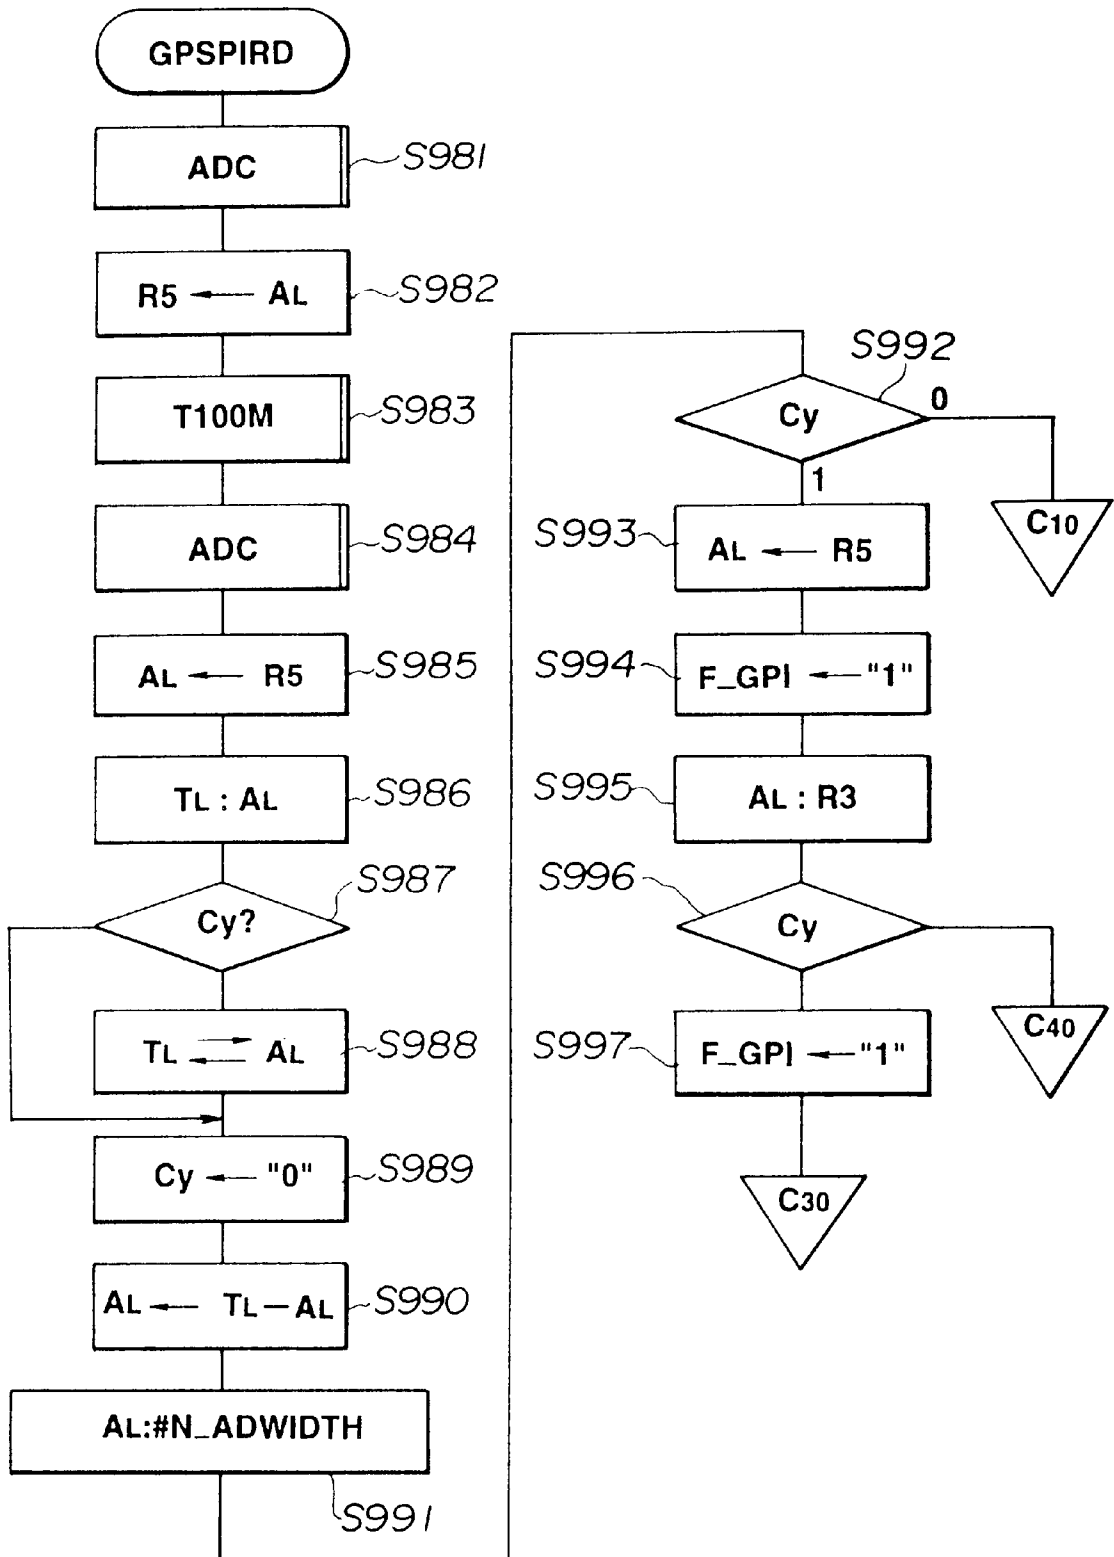 GPSPIRD
ADC
S981
R5 ← AL
S982
T100M
S983
ADC
S984
AL ← R5
S985
TL : AL
S986
Cy?
S987
TL ⇄ AL
S988
Cy ← "0"
S989
AL ← TL – AL
S990
AL:#N_ADWIDTH
S991
S992
Cy
0
1
C10
S993
AL ← R5
S994
F_GPI ← "1"
S995
AL : R3
S996
Cy
C40
S997
F_GPI ← "1"
C30